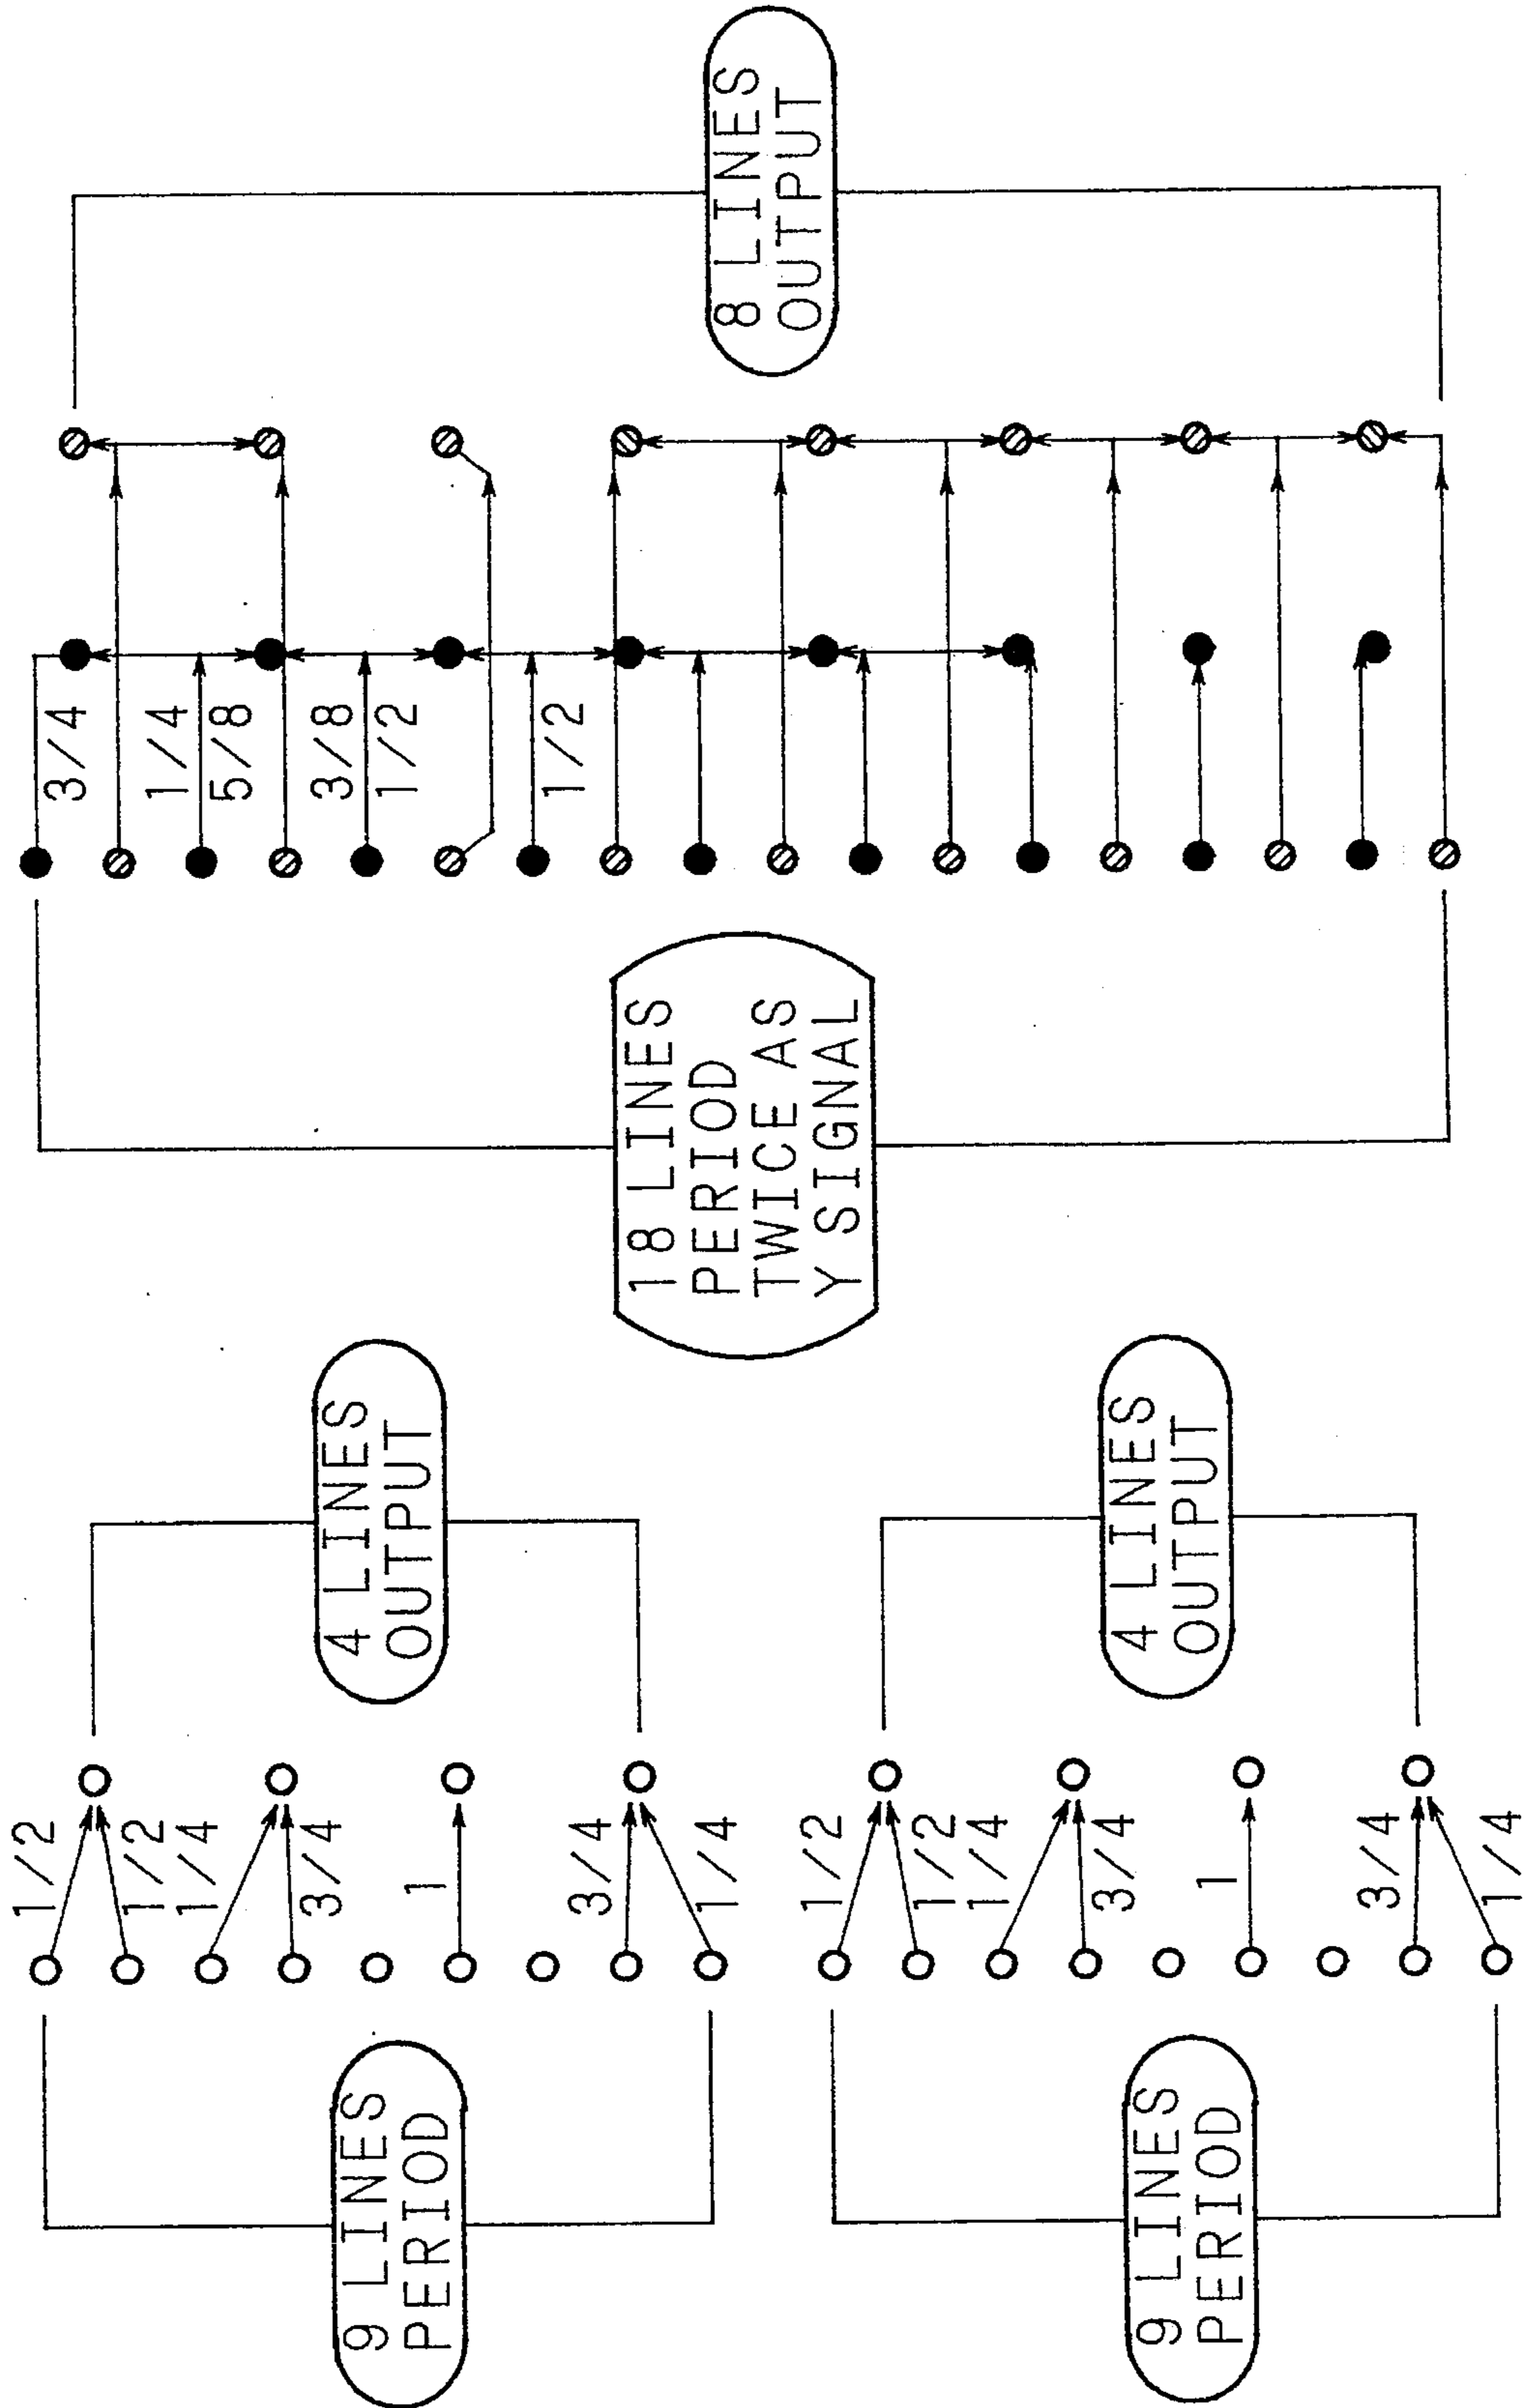 9 LINES
PERIOD
1/2
1/2
1/4
3/4
1
3/4
1/4
4 LINES
OUTPUT
9 LINES
PERIOD
1/2
1/2
1/4
3/4
1
3/4
1/4
4 LINES
OUTPUT
18 LINES
PERIOD
TWICE AS
Y SIGNAL
3/4
1/4
5/8
3/8
1/2
1/2
8 LINES
OUTPUT